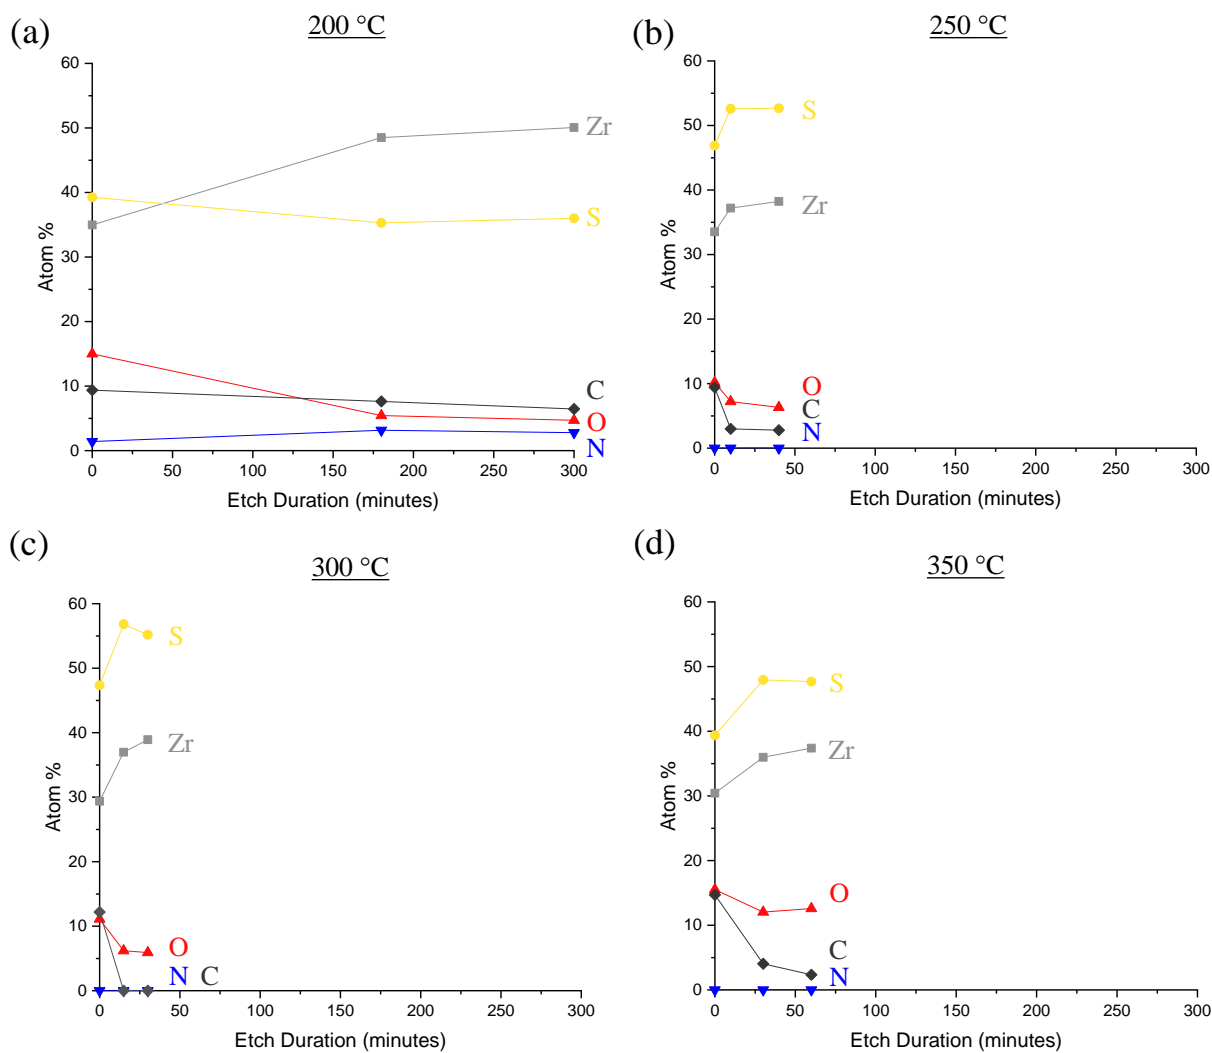 (a)
200 °C
60
50
40
30
20
10
0
Atom %
Zr
S
C
O
N
0 50 100 150 200 250 300
Etch Duration (minutes)
(b)
250 °C
60
50
40
30
20
10
0
Atom %
S
Zr
O
C
N
0 50 100 150 200 250 300
Etch Duration (minutes)
(c)
300 °C
60
50
40
30
20
10
0
Atom %
S
Zr
O
N C
0 50 100 150 200 250 300
Etch Duration (minutes)
(d)
350 °C
60
50
40
30
20
10
0
Atom %
S
Zr
O
C
N
0 50 100 150 200 250 300
Etch Duration (minutes)